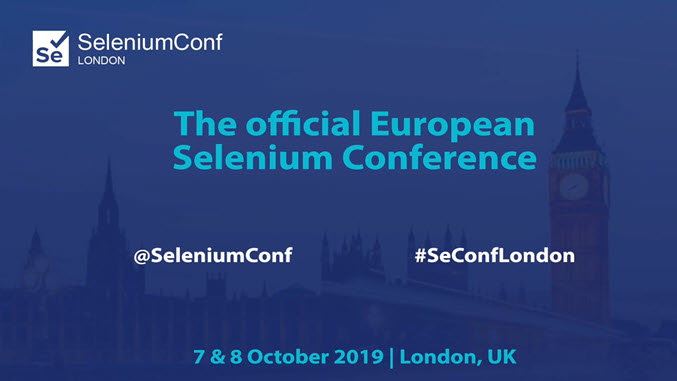 Se
SeleniumConf
LONDON
The official European
Selenium Conference
@SeleniumConf
#SeConfLondon
7 & 8 October 2019 | London, UK